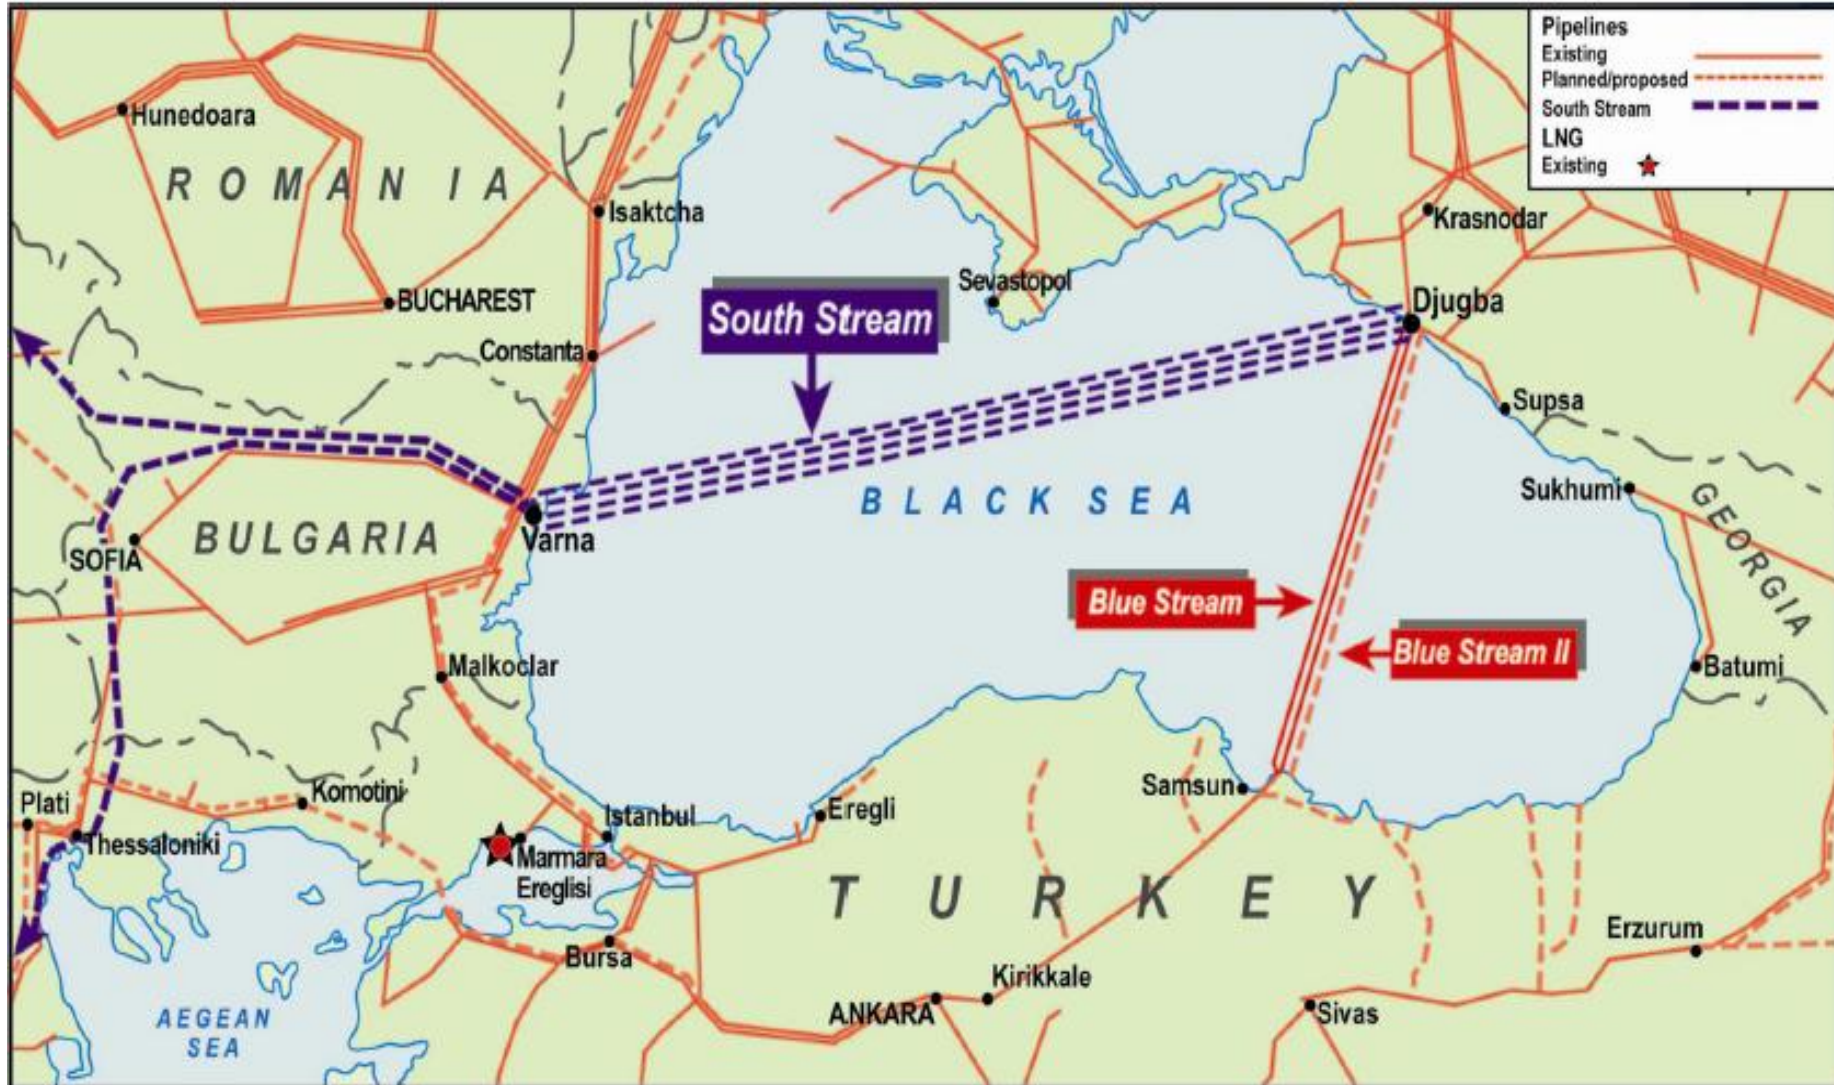 Pipelines
Existing
Planned/proposed
South Stream
LNG
Existing
Hunedoara
ROMANIA
Isaktcha
Krasnodar
BUCHAREST
Sevastopol
Djugba
South Stream
Constanta
Supsa
BLACK SEA
Sukhumi
GEORGIA
BULGARIA
Varna
SOFIA
Blue Stream
Blue Stream II
Malkoclar
Batumi
Samsun
Komotini
Plati
Istanbul
Eregli
Thessaloniki
Marmara
Ereglisi
TURKEY
Erzurum
Bursa
Kirikkale
ANKARA
Sivas
AEGEAN
SEA